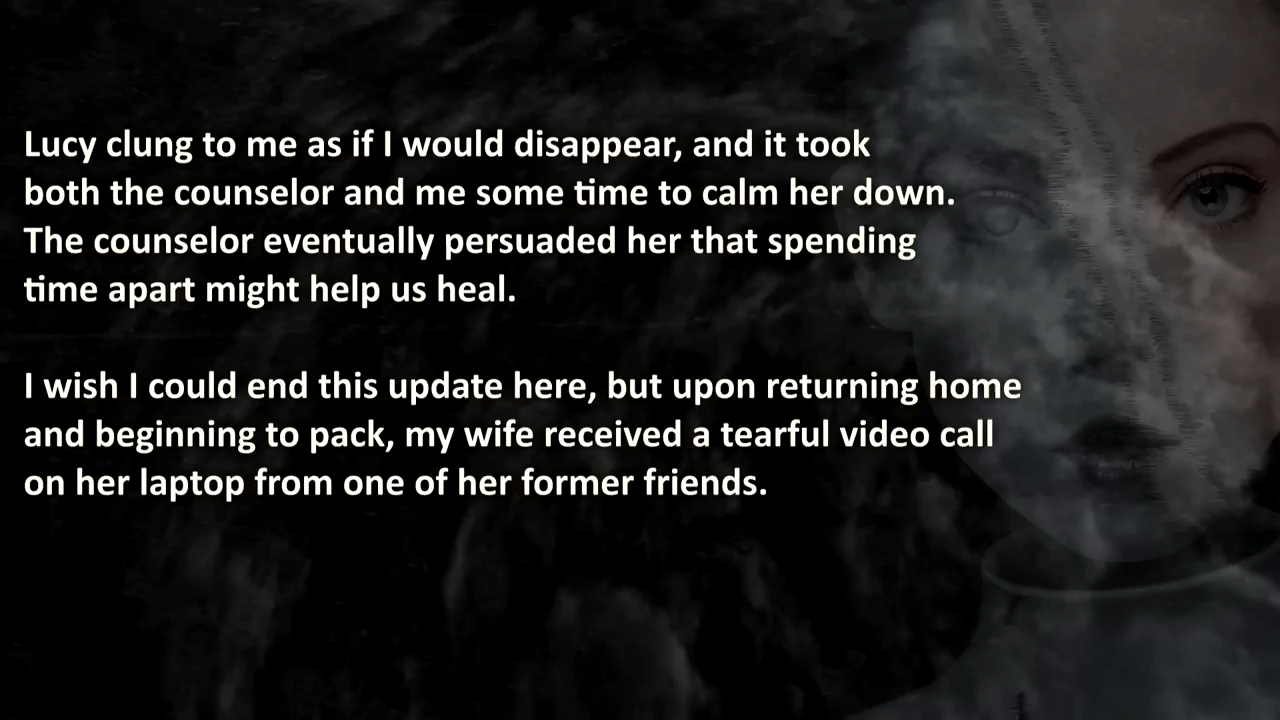 Lucy clung to me as if I would disappear, and it took
both the counselor and me some time to calm her down.
The counselor eventually persuaded her that spending
time apart might help us heal.
I wish I could end this update here, but upon returning home
and beginning to pack, my wife received a tearful video call
on her laptop from one of her former friends.